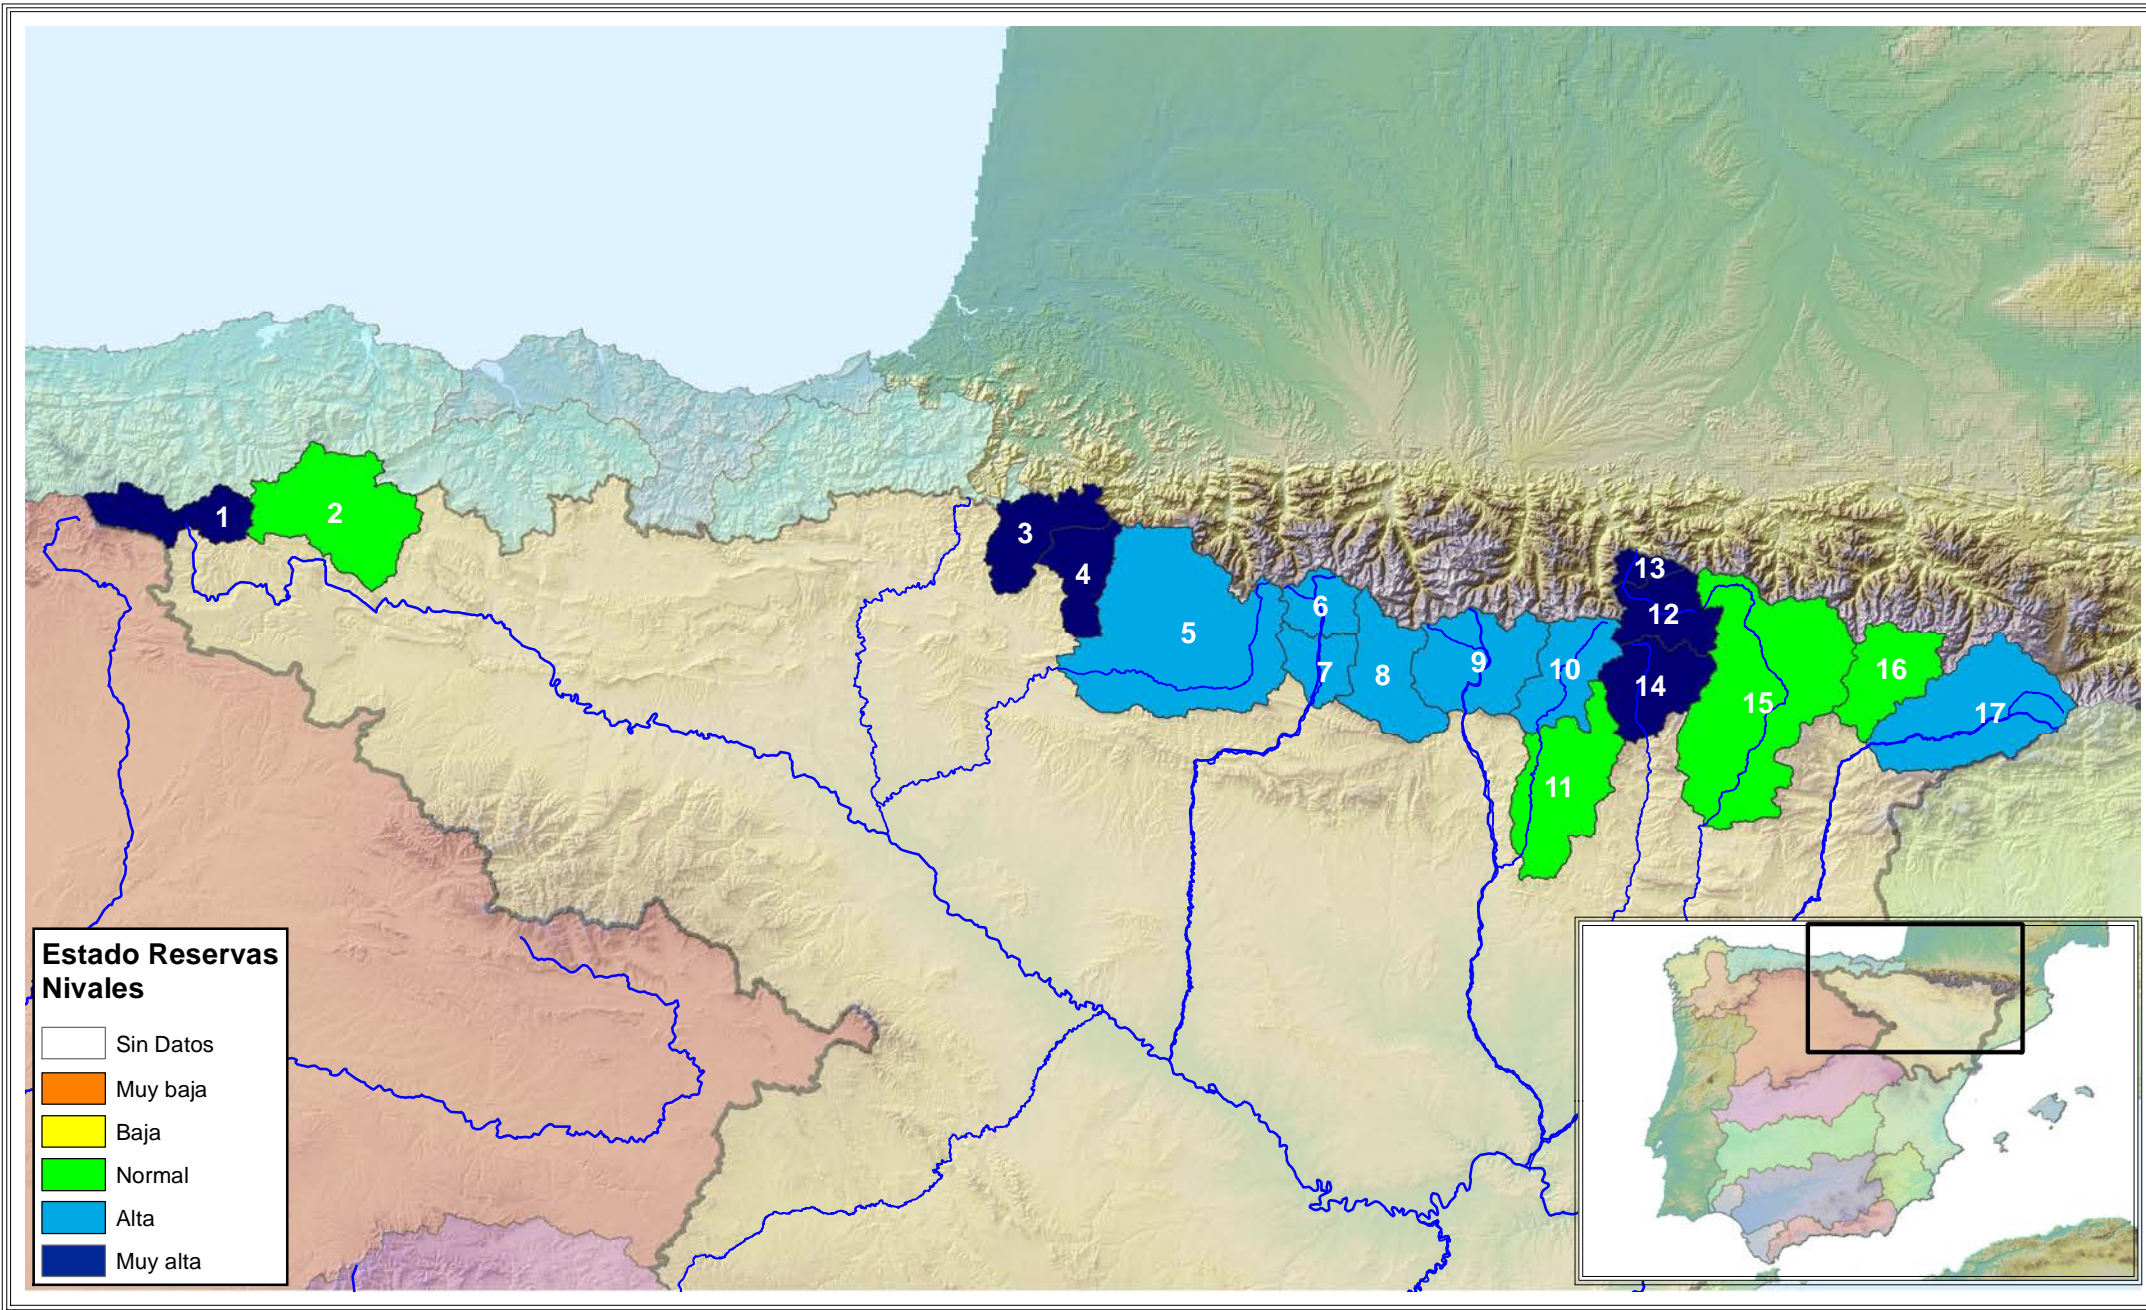 1
2
3
4
5
6
7
8
9
10
11
12
13
14
15
16
17
Estado Reservas
Nivales
Sin Datos
Muy baja
Baja
Normal
Alta
Muy alta